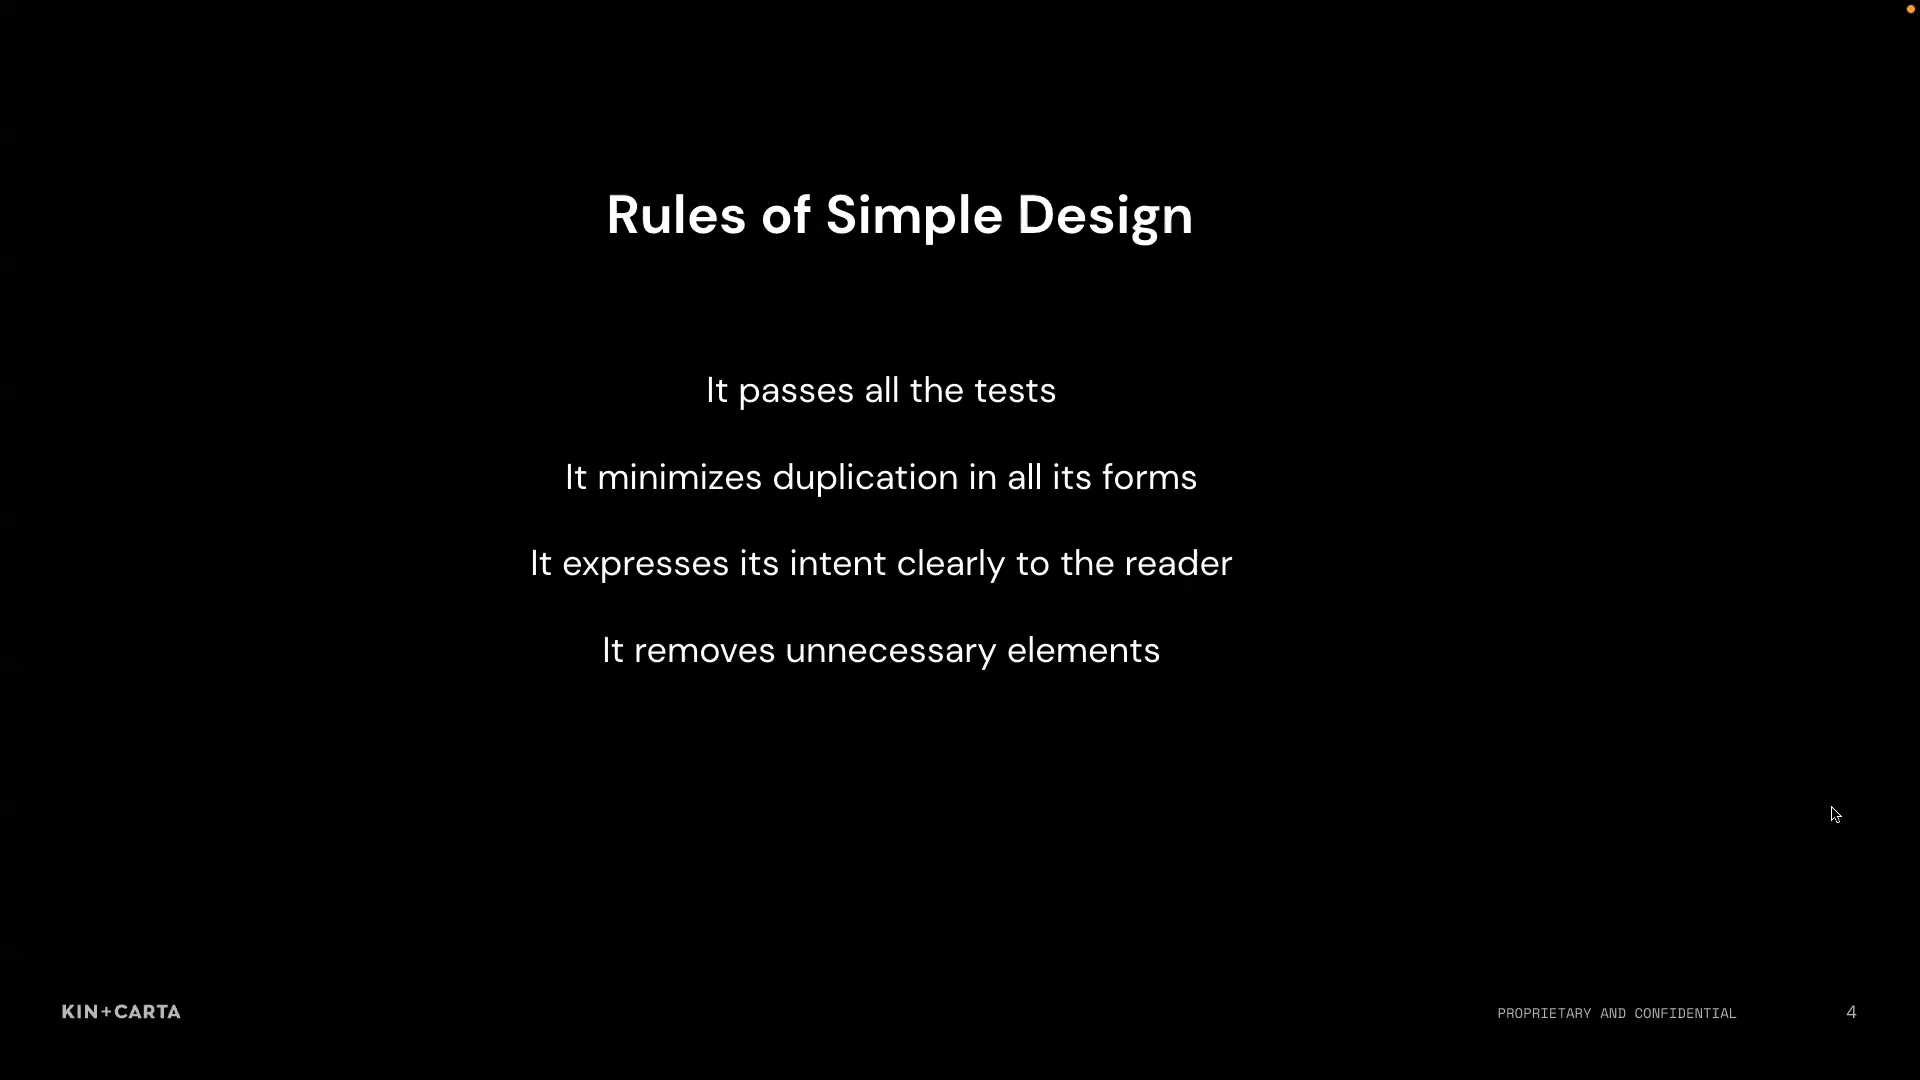 Rules of Simple Design
It passes all the tests
It minimizes duplication in all its forms
It expresses its intent clearly to the reader
It removes unnecessary elements
KIN+CARTA
PROPRIETARY AND CONFIDENTIAL
4